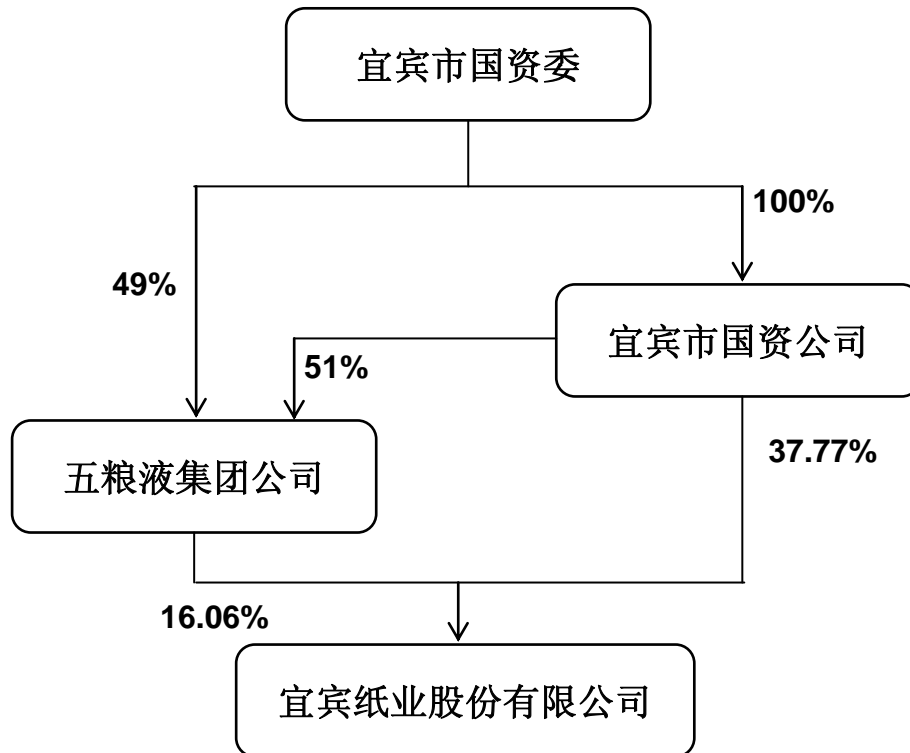 宜宾市国资委
100%
49%
宜宾市国资公司
51%
37.77%
五粮液集团公司
16.06%
宜宾纸业股份有限公司